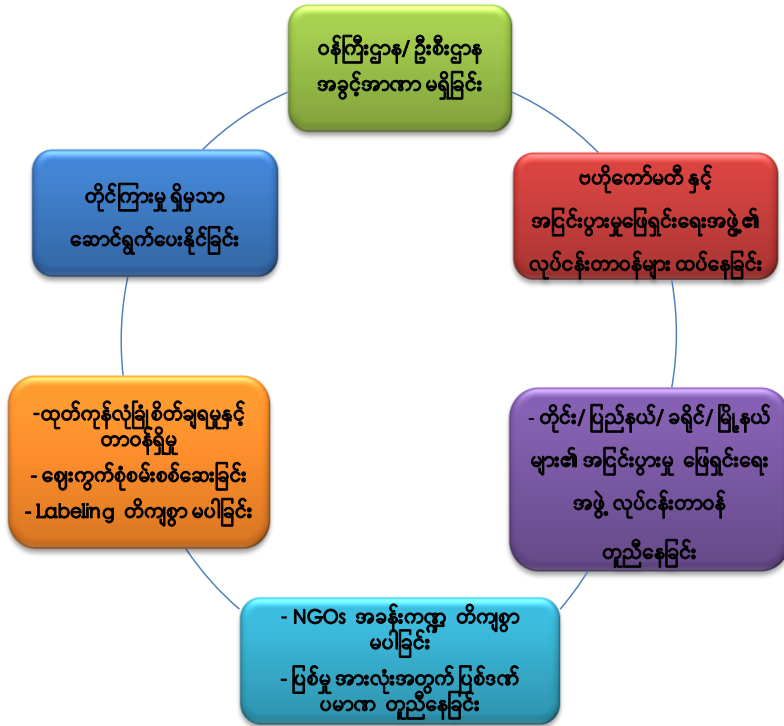 ဝန်ကြီးဌာန/ ဦးစီးဌာန
အခွင့်အာဏာ မရှိခြင်း
ဗဟိုကော်မတီ နှင့်
အငြင်းပွားမှုဖြေရှင်းရေးအဖွဲ့၏
လုပ်ငန်းတာဝန်များ ထပ်နေခြင်း
- တိုင်း/ ပြည်နယ်/ ခရိုင်/ မြို့နယ်
များ၏ အငြင်းပွားမှု ဖြေရှင်းရေး
အဖွဲ့ လုပ်ငန်းတာဝန်
တူညီနေခြင်း
- NGOs အခန်းကဏ္ဍ တိကျစွာ
မပါခြင်း
- ပြစ်မှု အားလုံးအတွက် ပြစ်ဒဏ်
ပမာဏ တူညီနေခြင်း
-ထုတ်ကုန်လုံခြုံစိတ်ချရမှုနှင့်
တာဝန်ရှိမှု
- ဈေးကွက်စုံစမ်းစစ်ဆေးခြင်း
- Labeling တိကျစွာ မပါခြင်း
တိုင်ကြားမှု ရှိမှသာ
ဆောင်ရွက်ပေးနိုင်ခြင်း